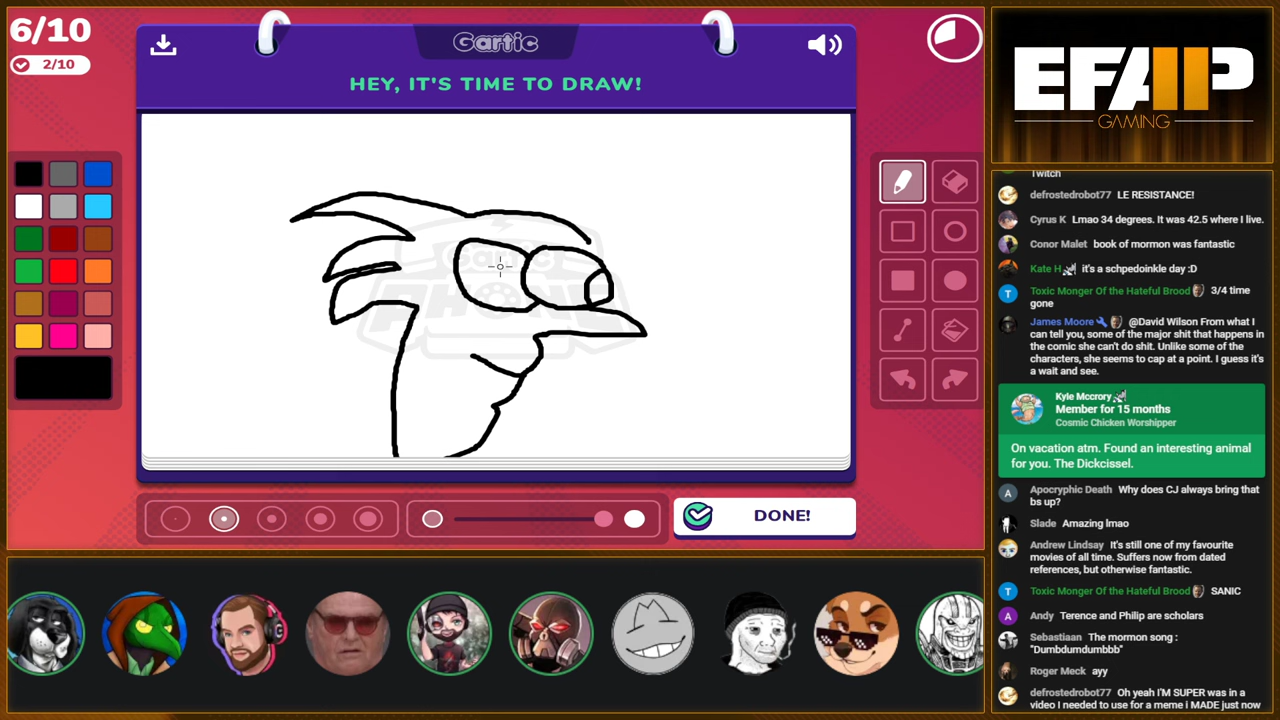 6/10
2/10
Gartic
HEY, IT'S TIME TO DRAW!
Gartic
PHONE
DONE!
EFAP
GAMING
Twitch
defrostedrobot77 LE RESISTANCE!
Cyrus K Lmao 34 degrees. It was 42.5 where I live.
Conor Malet book of mormon was fantastic
Kate H it's a schpedoinkle day :D
Toxic Monger Of the Hateful Brood 3/4 time
gone
James Moore @David Wilson From what I
can tell you, some of the major shit that happens in
the comic she can't do shit. Unlike some of the
characters, she seems to cap at a point. I guess it's
a wait and see.
Kyle Mccrory
Member for 15 months
Cosmic Chicken Worshipper
On vacation atm. Found an interesting animal
for you. The Dickcissel.
Apocryphic Death Why does CJ always bring that
bs up?
Slade Amazing lmao
Andrew Lindsay It's still one of my favourite
movies of all time. Suffers now from dated
references, but otherwise fantastic.
Toxic Monger Of the Hateful Brood SANIC
Andy Terence and Philip are scholars
Sebastiaan The mormon song :
"Dumbdumdumbbb"
Roger Meck ayy
defrostedrobot77 Oh yeah I'M SUPER was in a
video I needed to use for a meme i MADE just now